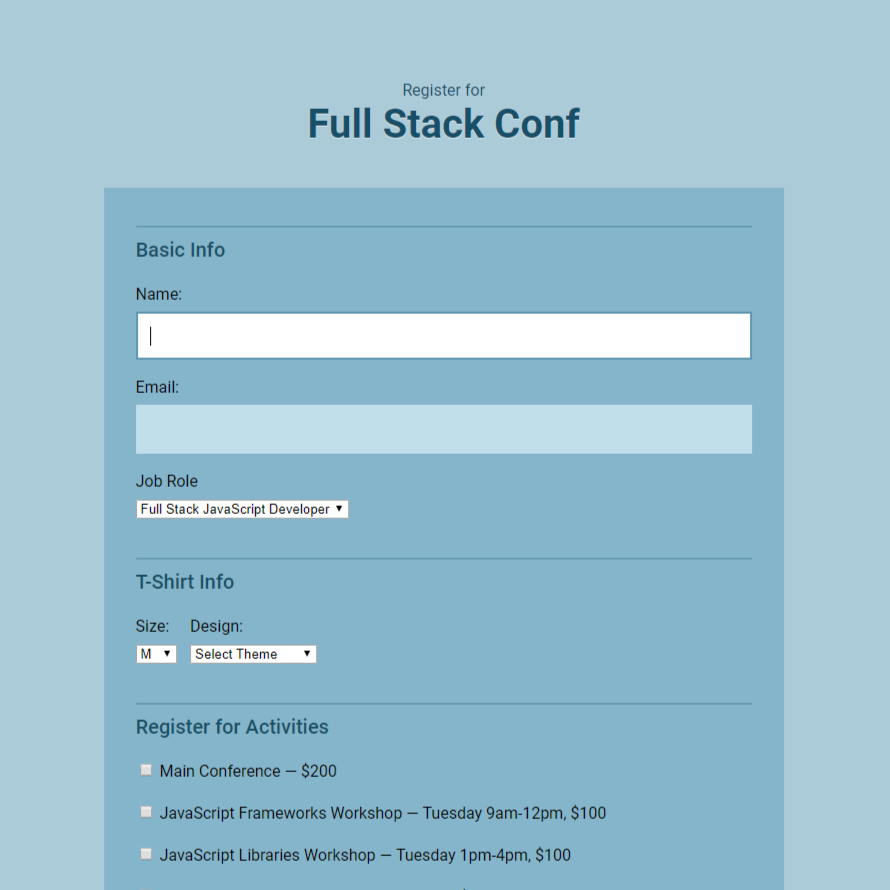 Register for
Full Stack Conf
Basic Info
Name:
Email:
Job Role
Full Stack JavaScript Developer
T-Shirt Info
Size: Design:
M Select Theme
Register for Activities
Main Conference — $200
JavaScript Frameworks Workshop — Tuesday 9am-12pm, $100
JavaScript Libraries Workshop — Tuesday 1pm-4pm, $100